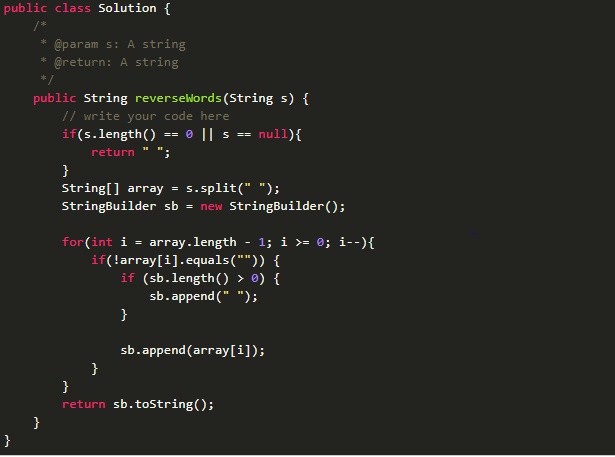 public class Solution {
/*
* @param s: A string
* @return: A string
*/
public String reverseWords(String s) {
// write your code here
if(s.length() == 0 || s == null){
return " ";
}
String[] array = s.split(" ");
StringBuilder sb = new StringBuilder();
for(int i = array.length - 1; i >= 0; i--){
if(!array[i].equals("")) {
if (sb.length() > 0) {
sb.append(" ");
}
sb.append(array[i]);
}
}
return sb.toString();
}
}